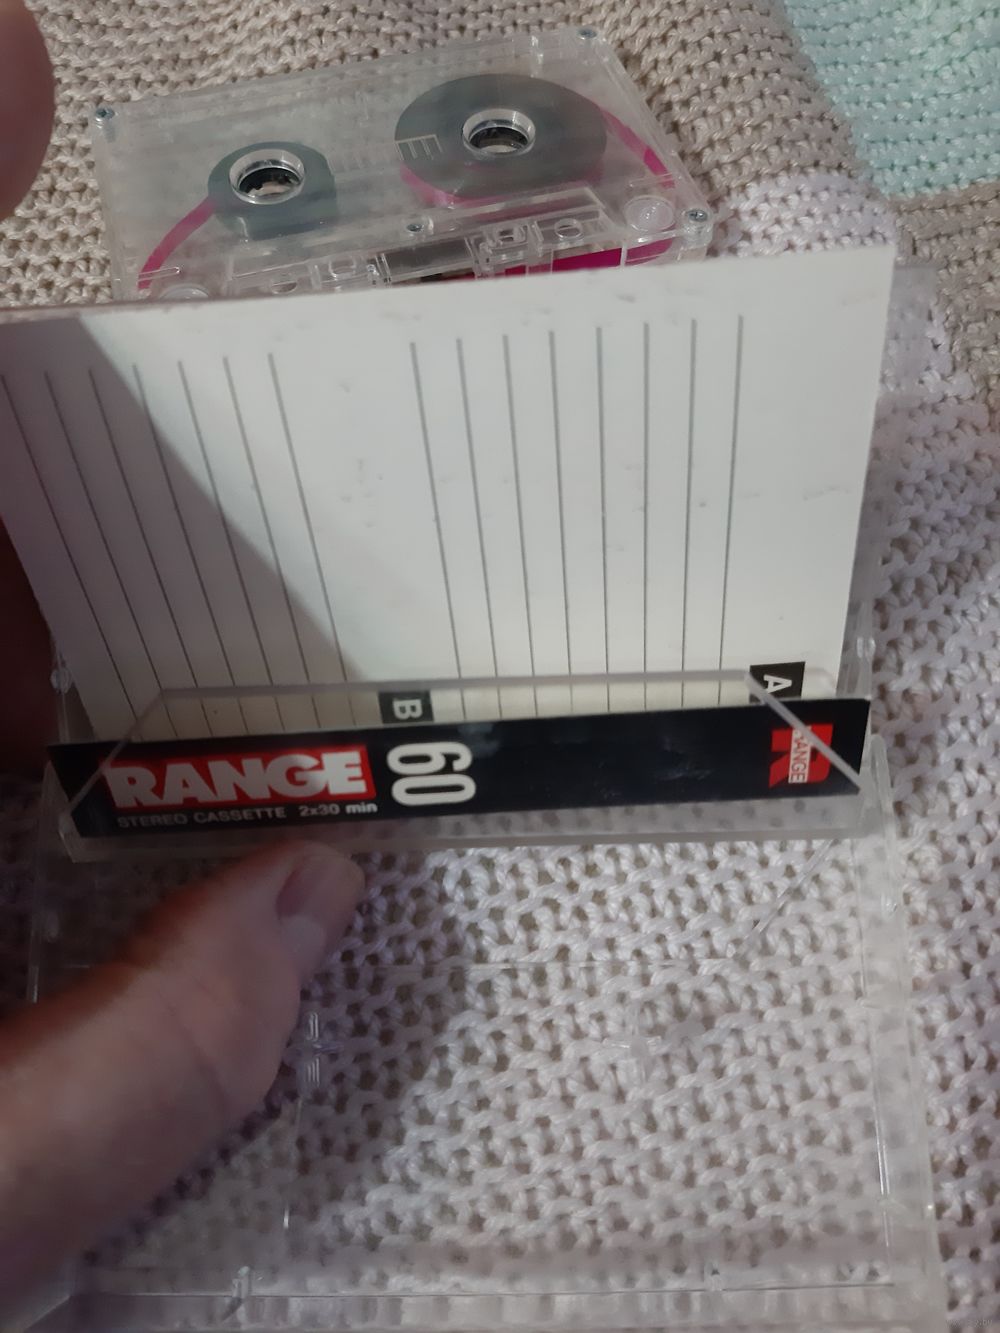 A
B
RANGE
60
STEREO CASSETTE 2x30 min
RANGE